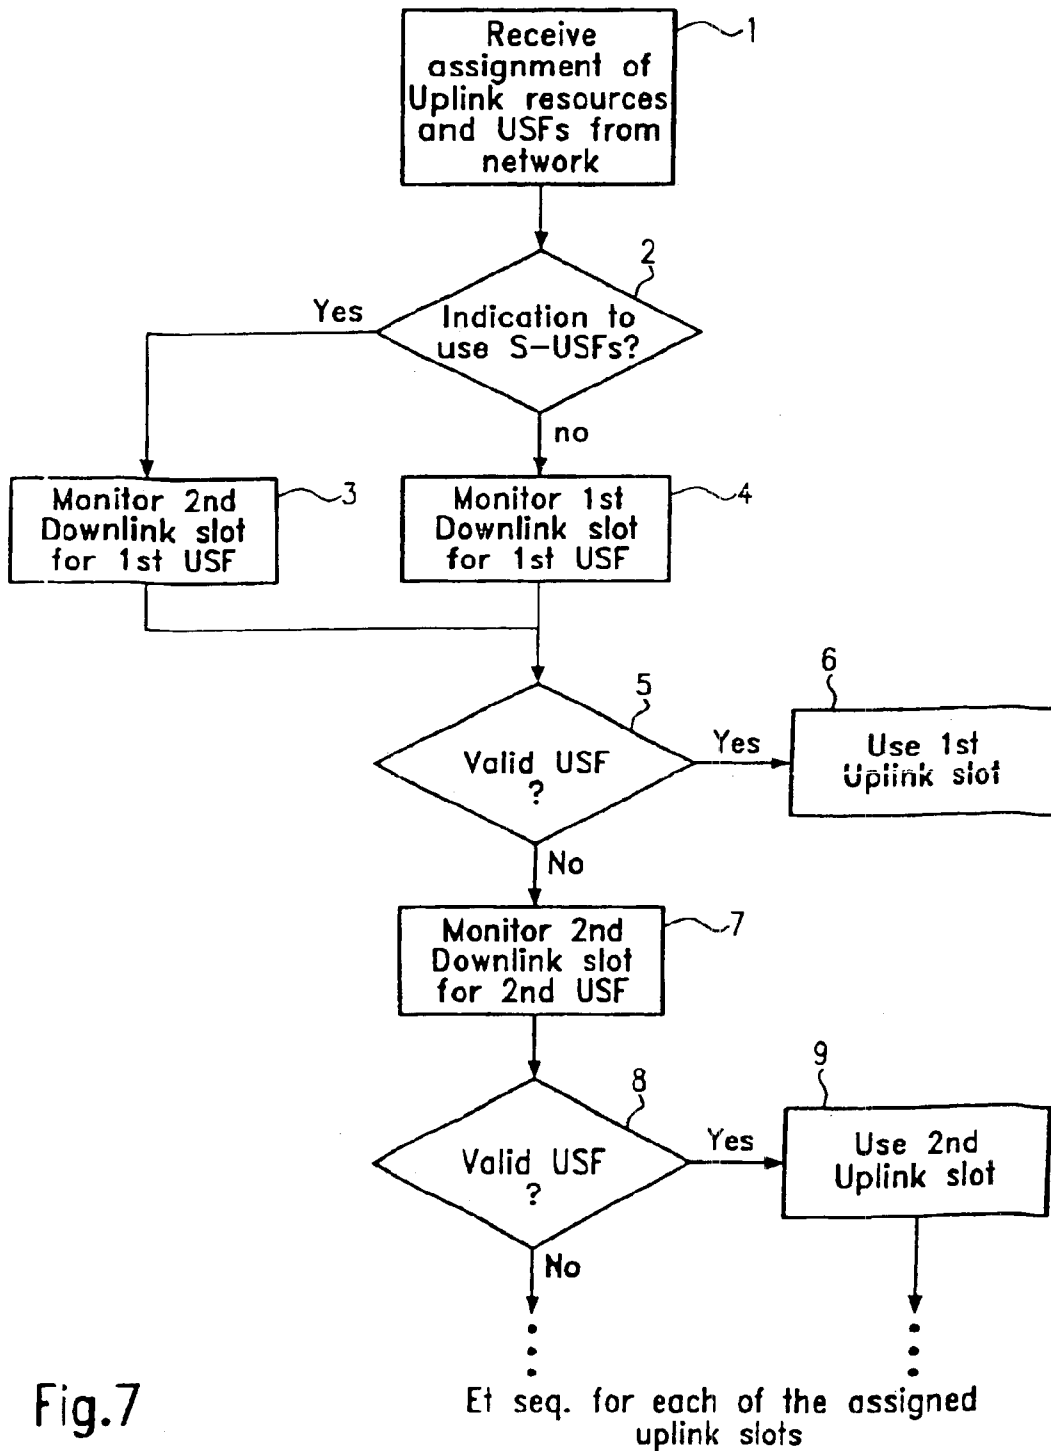 1
Receive
assignment of
Uplink resources
and USFs from
network
2
Yes
Indication to
use S-USFs?
no
Monitor 2nd
Downlink slot
for 1st USF
3
Monitor 1st
Downlink slot
for 1st USF
4
5
6
Valid USF
?
Yes
Use 1st
Uplink slot
No
Monitor 2nd
Downlink slot
for 2nd USF
7
8
9
Valid USF
?
Yes
Use 2nd
Uplink slot
No
Et seq. for each of the assigned
uplink slots
Fig.7